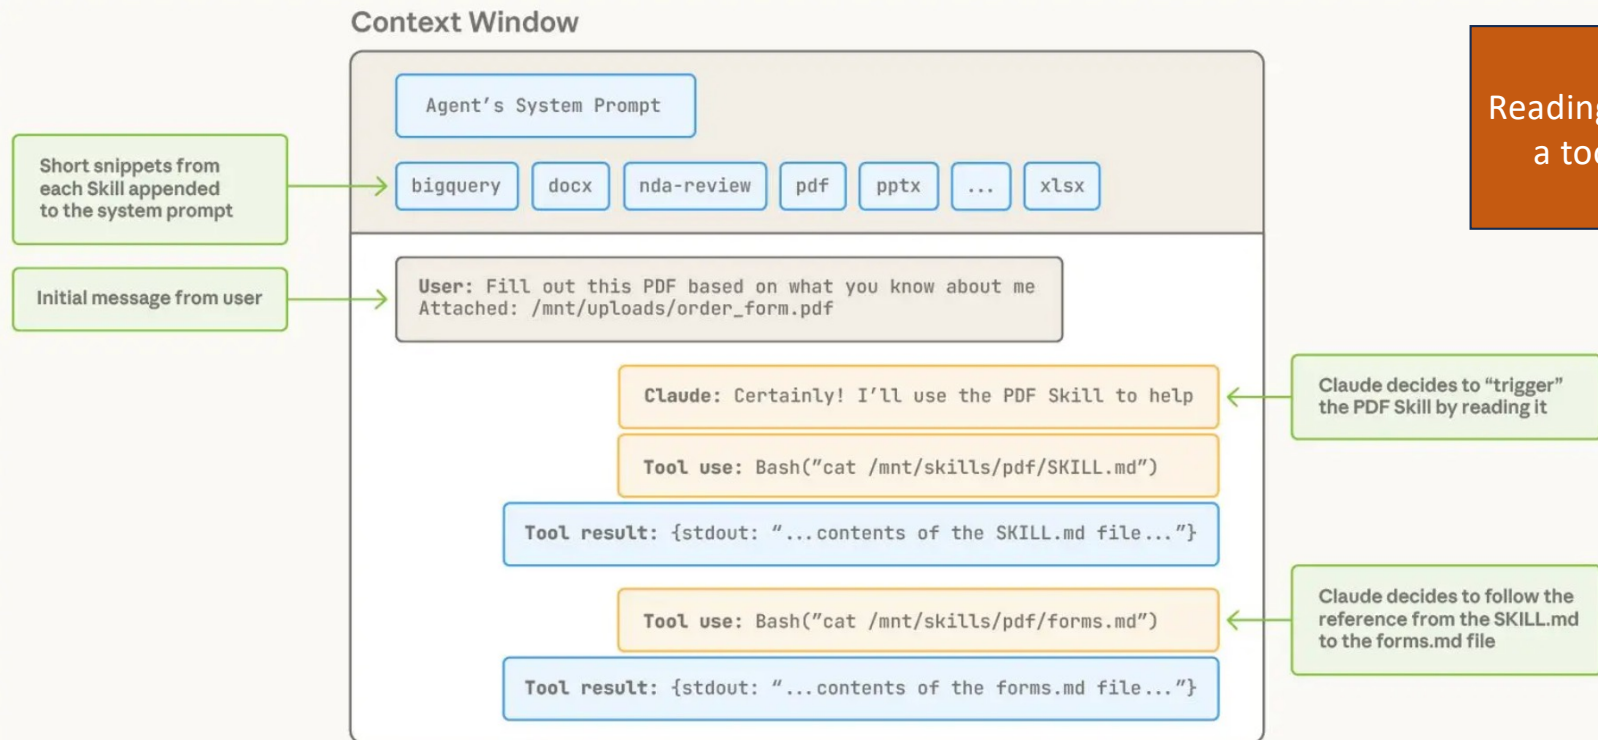 Context Window
Agent's System Prompt
Short snippets from
each Skill appended
to the system prompt
bigquery
docx
nda-review
pdf
pptx
...
xlsx
Reading
a
Initial message from user
User: Fill out this PDF based on what you know about me
Attached: /mnt/uploads/order_form.pdf
Claude: Certainly! I'll use the PDF Skill to help
Claude decides to “trigger”
the PDF Skill by reading it
Tool use: Bash(”cat /mnt/skills/pdf/SKILL.md”)
Tool result: {stdout: “...contents of the SKILL.md file...”}
Tool use: Bash(”cat /mnt/skills/pdf/forms.md”)
Claude decides to follow the
reference from the SKILL.md
to the forms.md file
Tool result: {stdout: “...contents of the forms.md file...”}